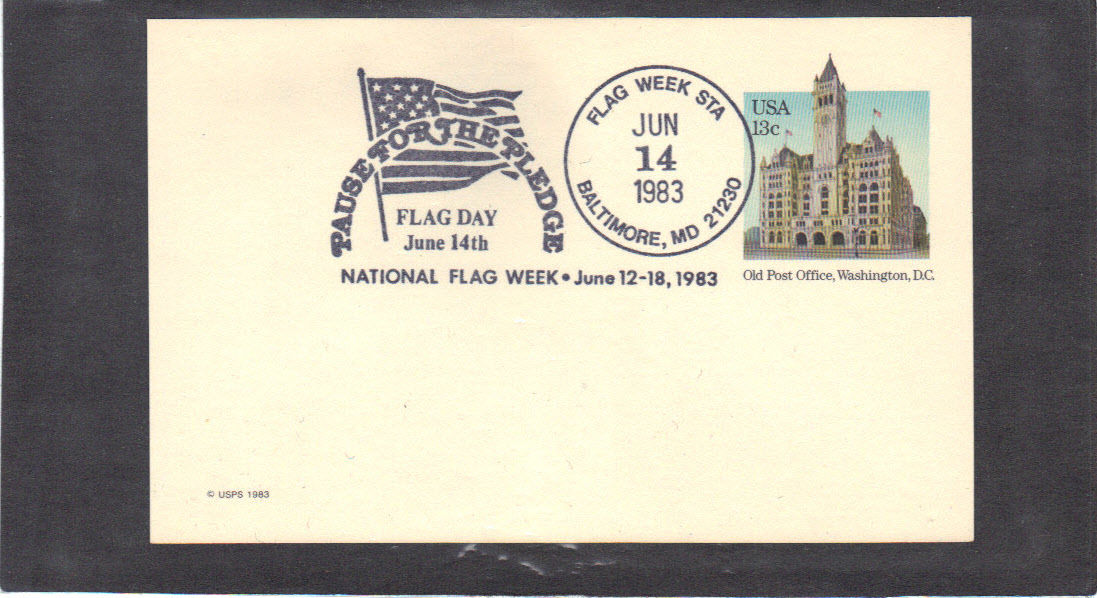 PAUSE FOR THE PLEDGE
FLAG DAY
June 14th
NATIONAL FLAG WEEK • June 12-18, 1983
FLAG WEEK STA
JUN
14
1983
BALTIMORE, MD 21230
USA
13c
Old Post Office, Washington, D.C.
© USPS 1983